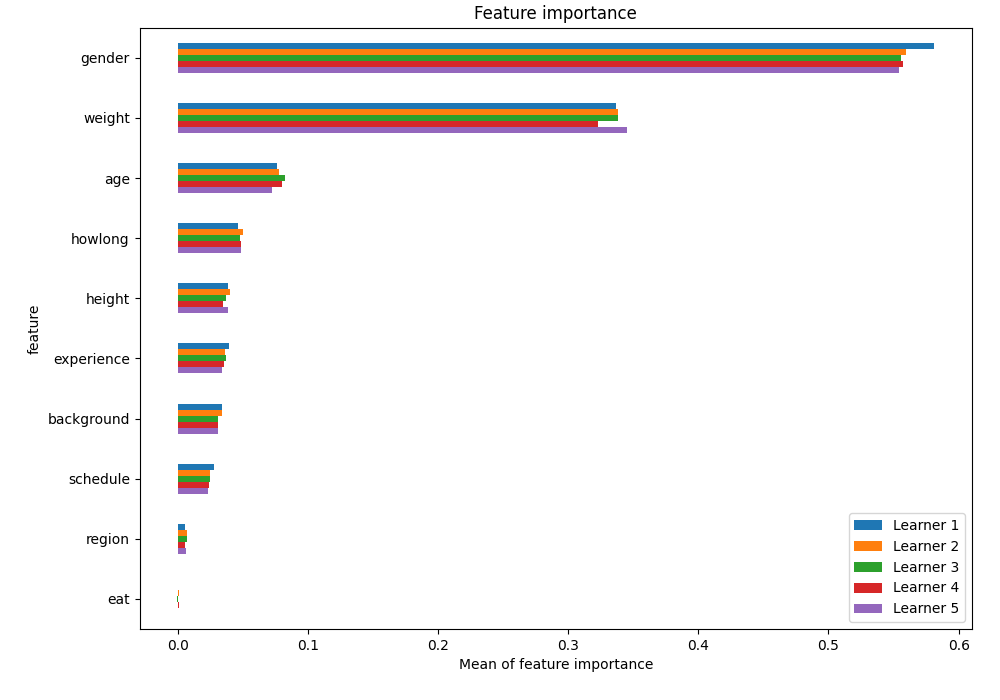 Feature importance
gender
weight
age
howlong
height
experience
background
schedule
region
eat
feature
Learner 1
Learner 2
Learner 3
Learner 4
Learner 5
0.0 0.1 0.2 0.3 0.4 0.5 0.6
Mean of feature importance